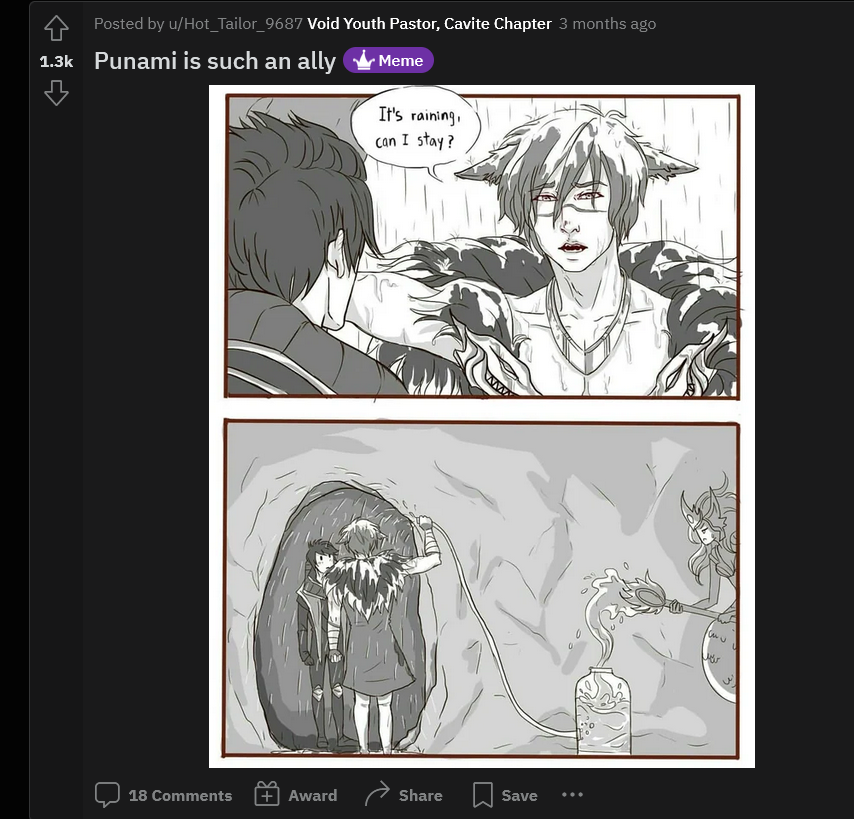 Posted by u/Hot_Tailor_9687 Void Youth Pastor, Cavite Chapter 3 months ago
1.3k
Punami is such an ally Meme
It's raining,
can I stay?
18 Comments Award Share Save